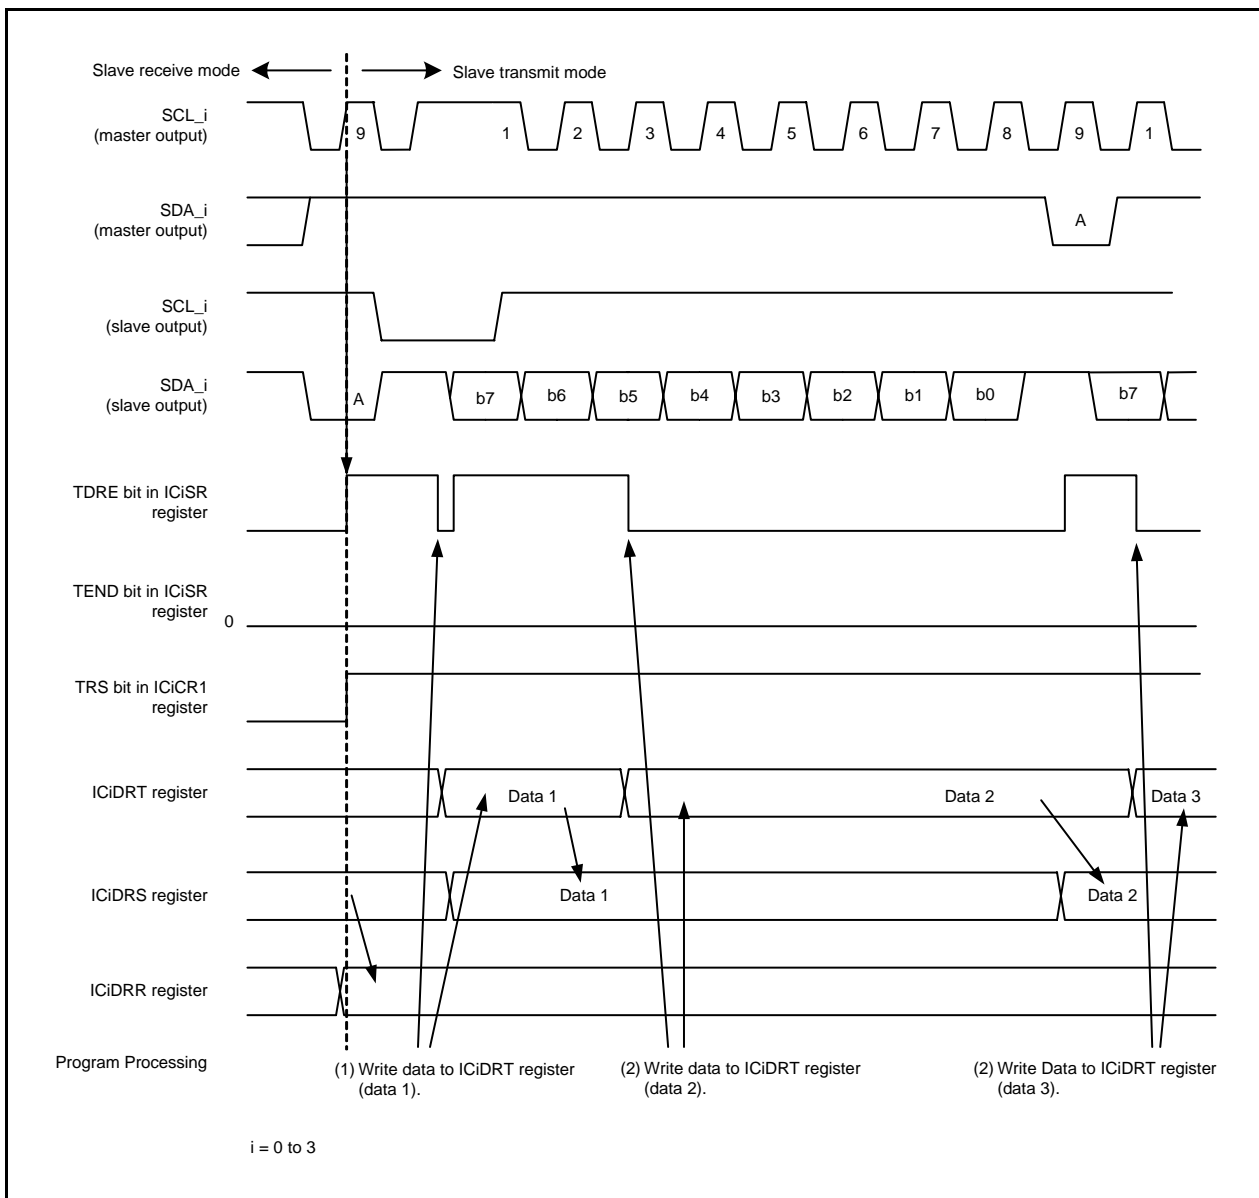 Slave receive mode
Slave transmit mode
SCL_i
(master output)
9
1
2
3
4
5
6
7
8
9
1
SDA_i
(master output)
A
SCL_i
(slave output)
SDA_i
(slave output)
A
b7
b6
b5
b4
b3
b2
b1
b0
b7
TDRE bit in ICiSR
register
TEND bit in ICiSR
register
0
TRS bit in ICiCR1
register
ICiDRT register
Data 1
Data 2
Data 3
ICiDRS register
Data 1
Data 2
ICiDRR register
Program Processing
(1) Write data to ICiDRT register
(data 1).
(2) Write data to ICiDRT register
(data 2).
(2) Write Data to ICiDRT register
(data 3).
i = 0 to 3